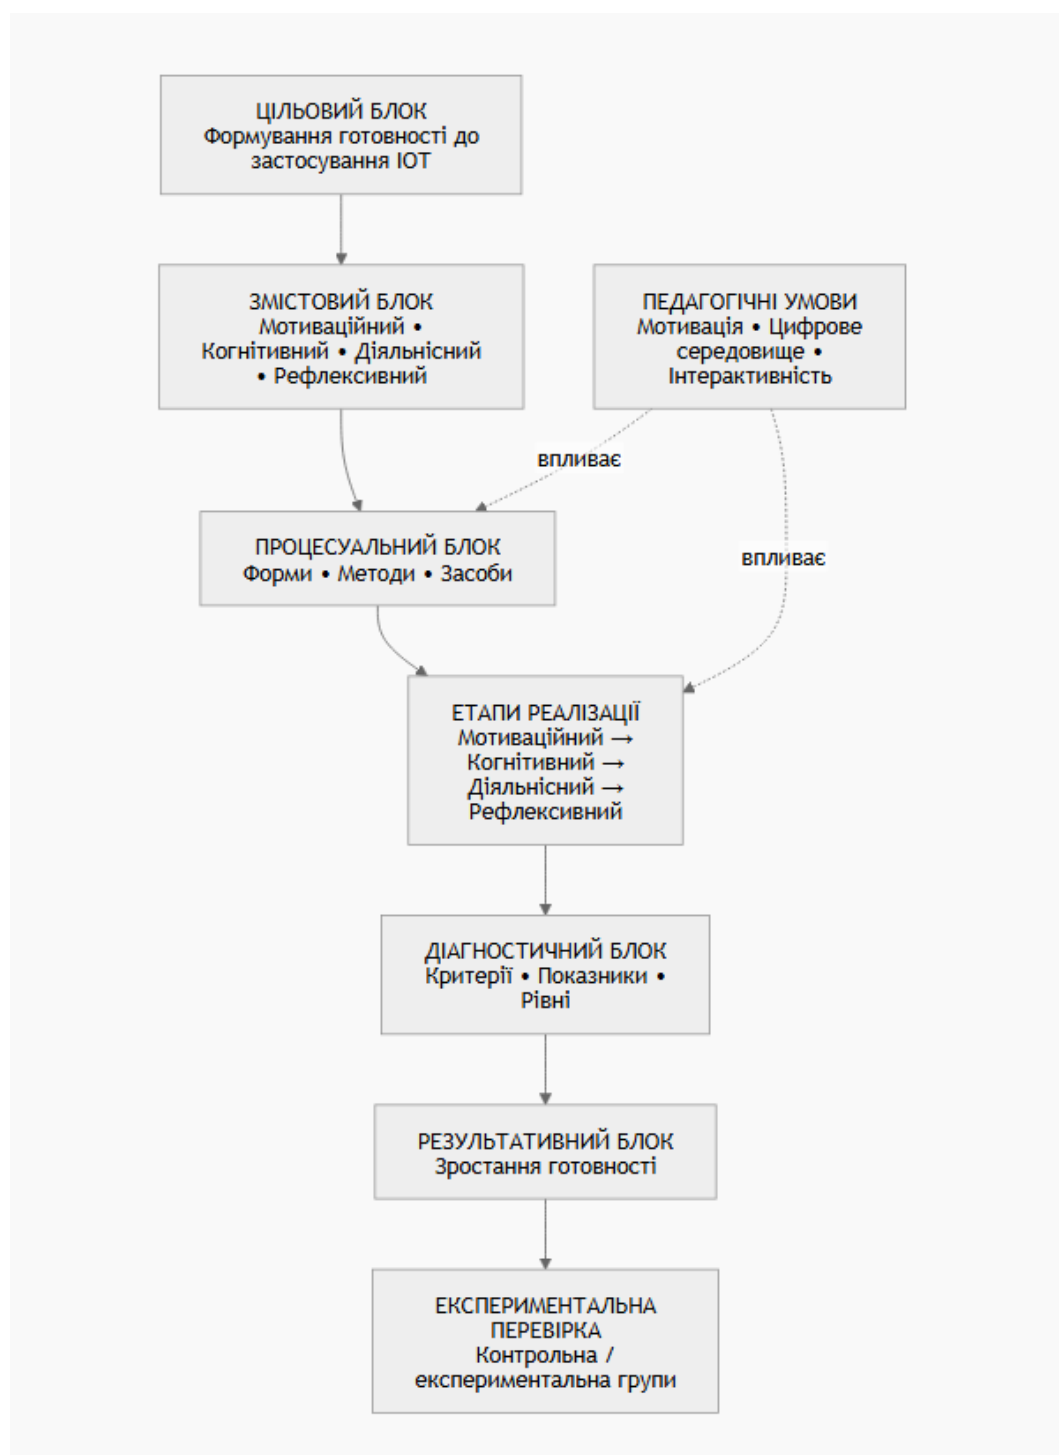 ЦІЛЬОВИЙ БЛОК
Формування готовності до
застосування ІОТ
ЗМІСТОВИЙ БЛОК
Мотиваційний •
Когнітивний • Діяльнісний
• Рефлексивний
ПЕДАГОГІЧНІ УМОВИ
Мотивація • Цифрове
середовище •
Інтерактивність
впливає
ПРОЦЕСУАЛЬНИЙ БЛОК
Форми • Методи • Засоби
впливає
ЕТАПИ РЕАЛІЗАЦІЇ
Мотиваційний →
Когнітивний →
Діяльнісний →
Рефлексивний
ДІАГНОСТИЧНИЙ БЛОК
Критерії • Показники •
Рівні
РЕЗУЛЬТАТИВНИЙ БЛОК
Зростання готовності
ЕКСПЕРИМЕНТАЛЬНА
ПЕРЕВІРКА
Контрольна /
експериментальна групи